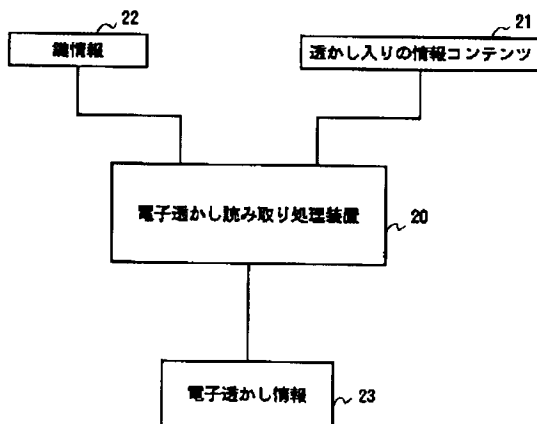 22
鍵情報
21
透かし入りの情報コンテンツ
電子透かし読み取り処理装置
20
電子透かし情報
23